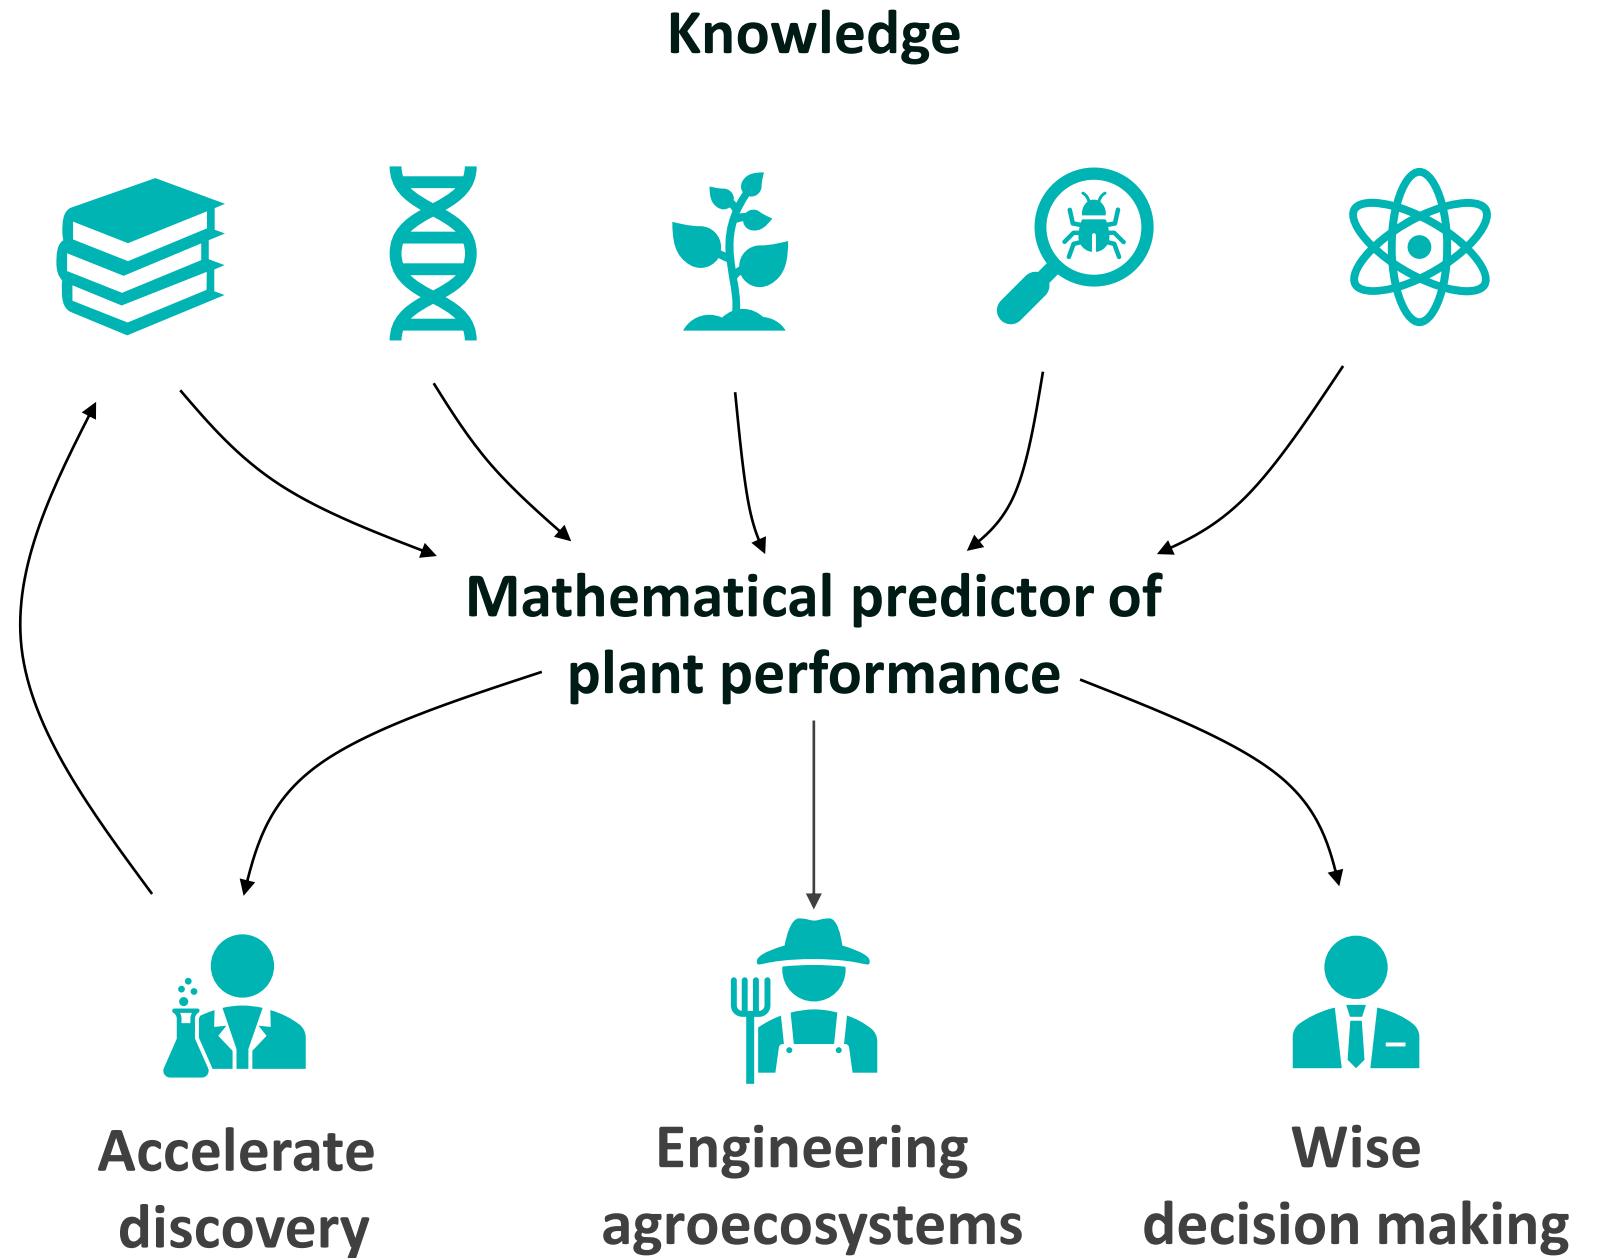 Knowledge
Mathematical predictor of
plant performance
Accelerate
discovery
Engineering
agroecosystems
Wise
decision making